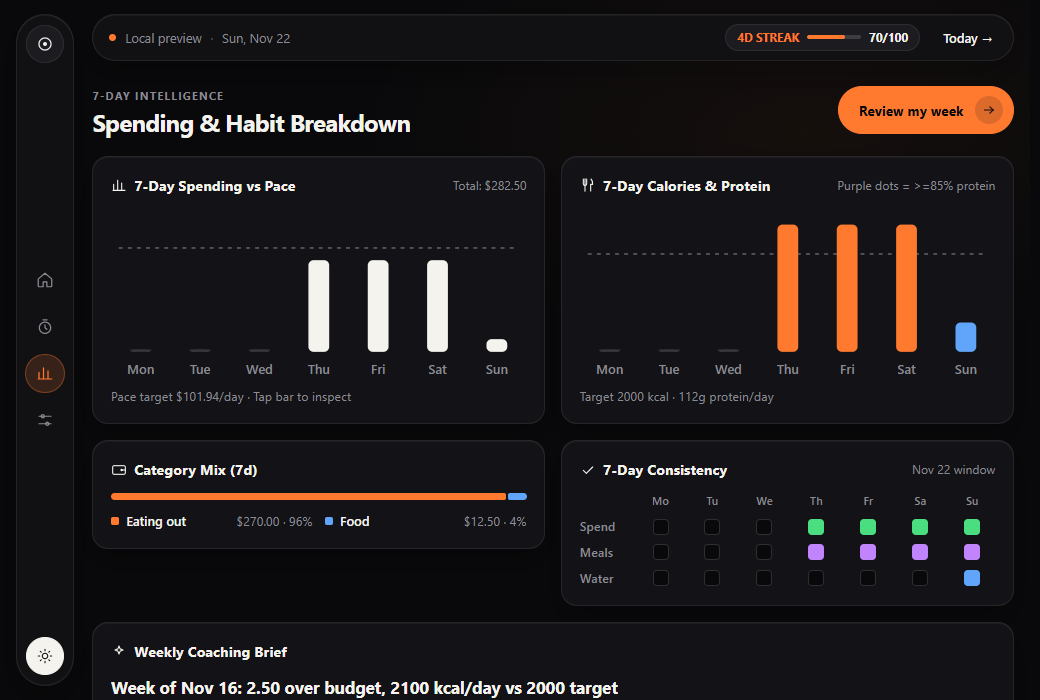 Local preview · Sun, Nov 22
4D STREAK 70/100 Today →
7-DAY INTELLIGENCE
Spending & Habit Breakdown
Review my week →
7-Day Spending vs Pace Total: $282.50
Mon Tue Wed Thu Fri Sat Sun
Pace target $101.94/day · Tap bar to inspect
7-Day Calories & Protein Purple dots = >=85% protein
Mon Tue Wed Thu Fri Sat Sun
Target 2000 kcal · 112g protein/day
Category Mix (7d)
Eating out $270.00 · 96% Food $12.50 · 4%
7-Day Consistency Nov 22 window
Mo Tu We Th Fr Sa Su
Spend
Meals
Water
Weekly Coaching Brief
Week of Nov 16: 2.50 over budget, 2100 kcal/day vs 2000 target